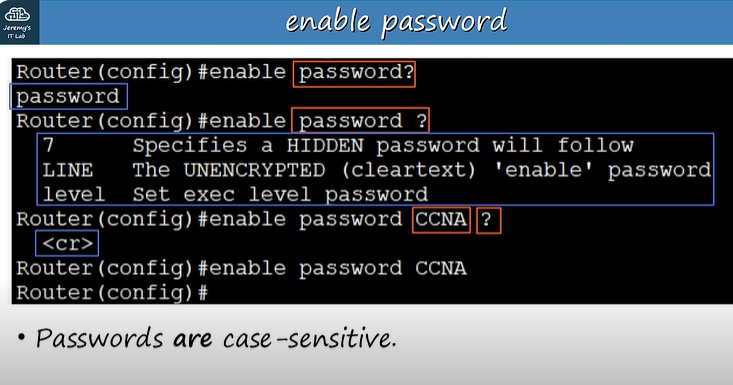 Jeremy's
IT Lab
enable password
Router(config)#enable password?
password
Router(config)#enable password ?
7 Specifies a HIDDEN password will follow
LINE The UNENCRYPTED (cleartext) 'enable' password
level Set exec level password
Router(config)#enable password CCNA ?
<cr>
Router(config)#enable password CCNA
Router(config)#
• Passwords are case-sensitive.